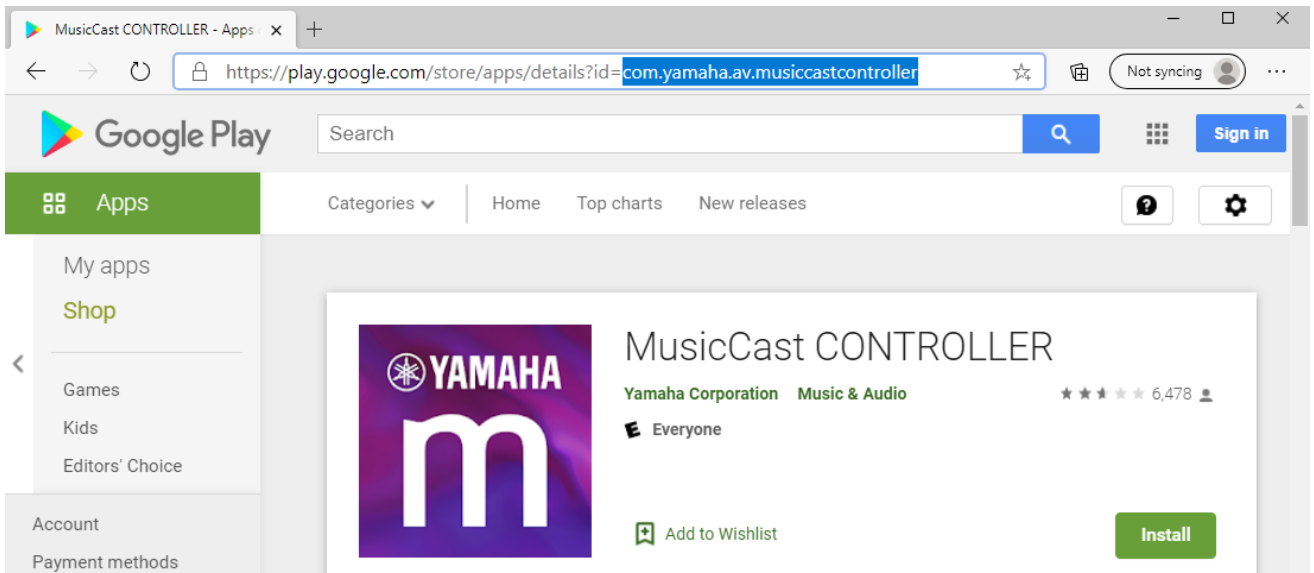 MusicCast CONTROLLER - Apps
https://play.google.com/store/apps/details?id=com.yamaha.av.musiccastcontroller
Not syncing
Google Play
Search
Sign in
Apps
Categories
Home
Top charts
New releases
My apps
Shop
Games
Kids
Editors' Choice
Account
Payment methods
YAMAHA
m
MusicCast CONTROLLER
Yamaha Corporation
Music & Audio
6,478
E
Everyone
Add to Wishlist
Install